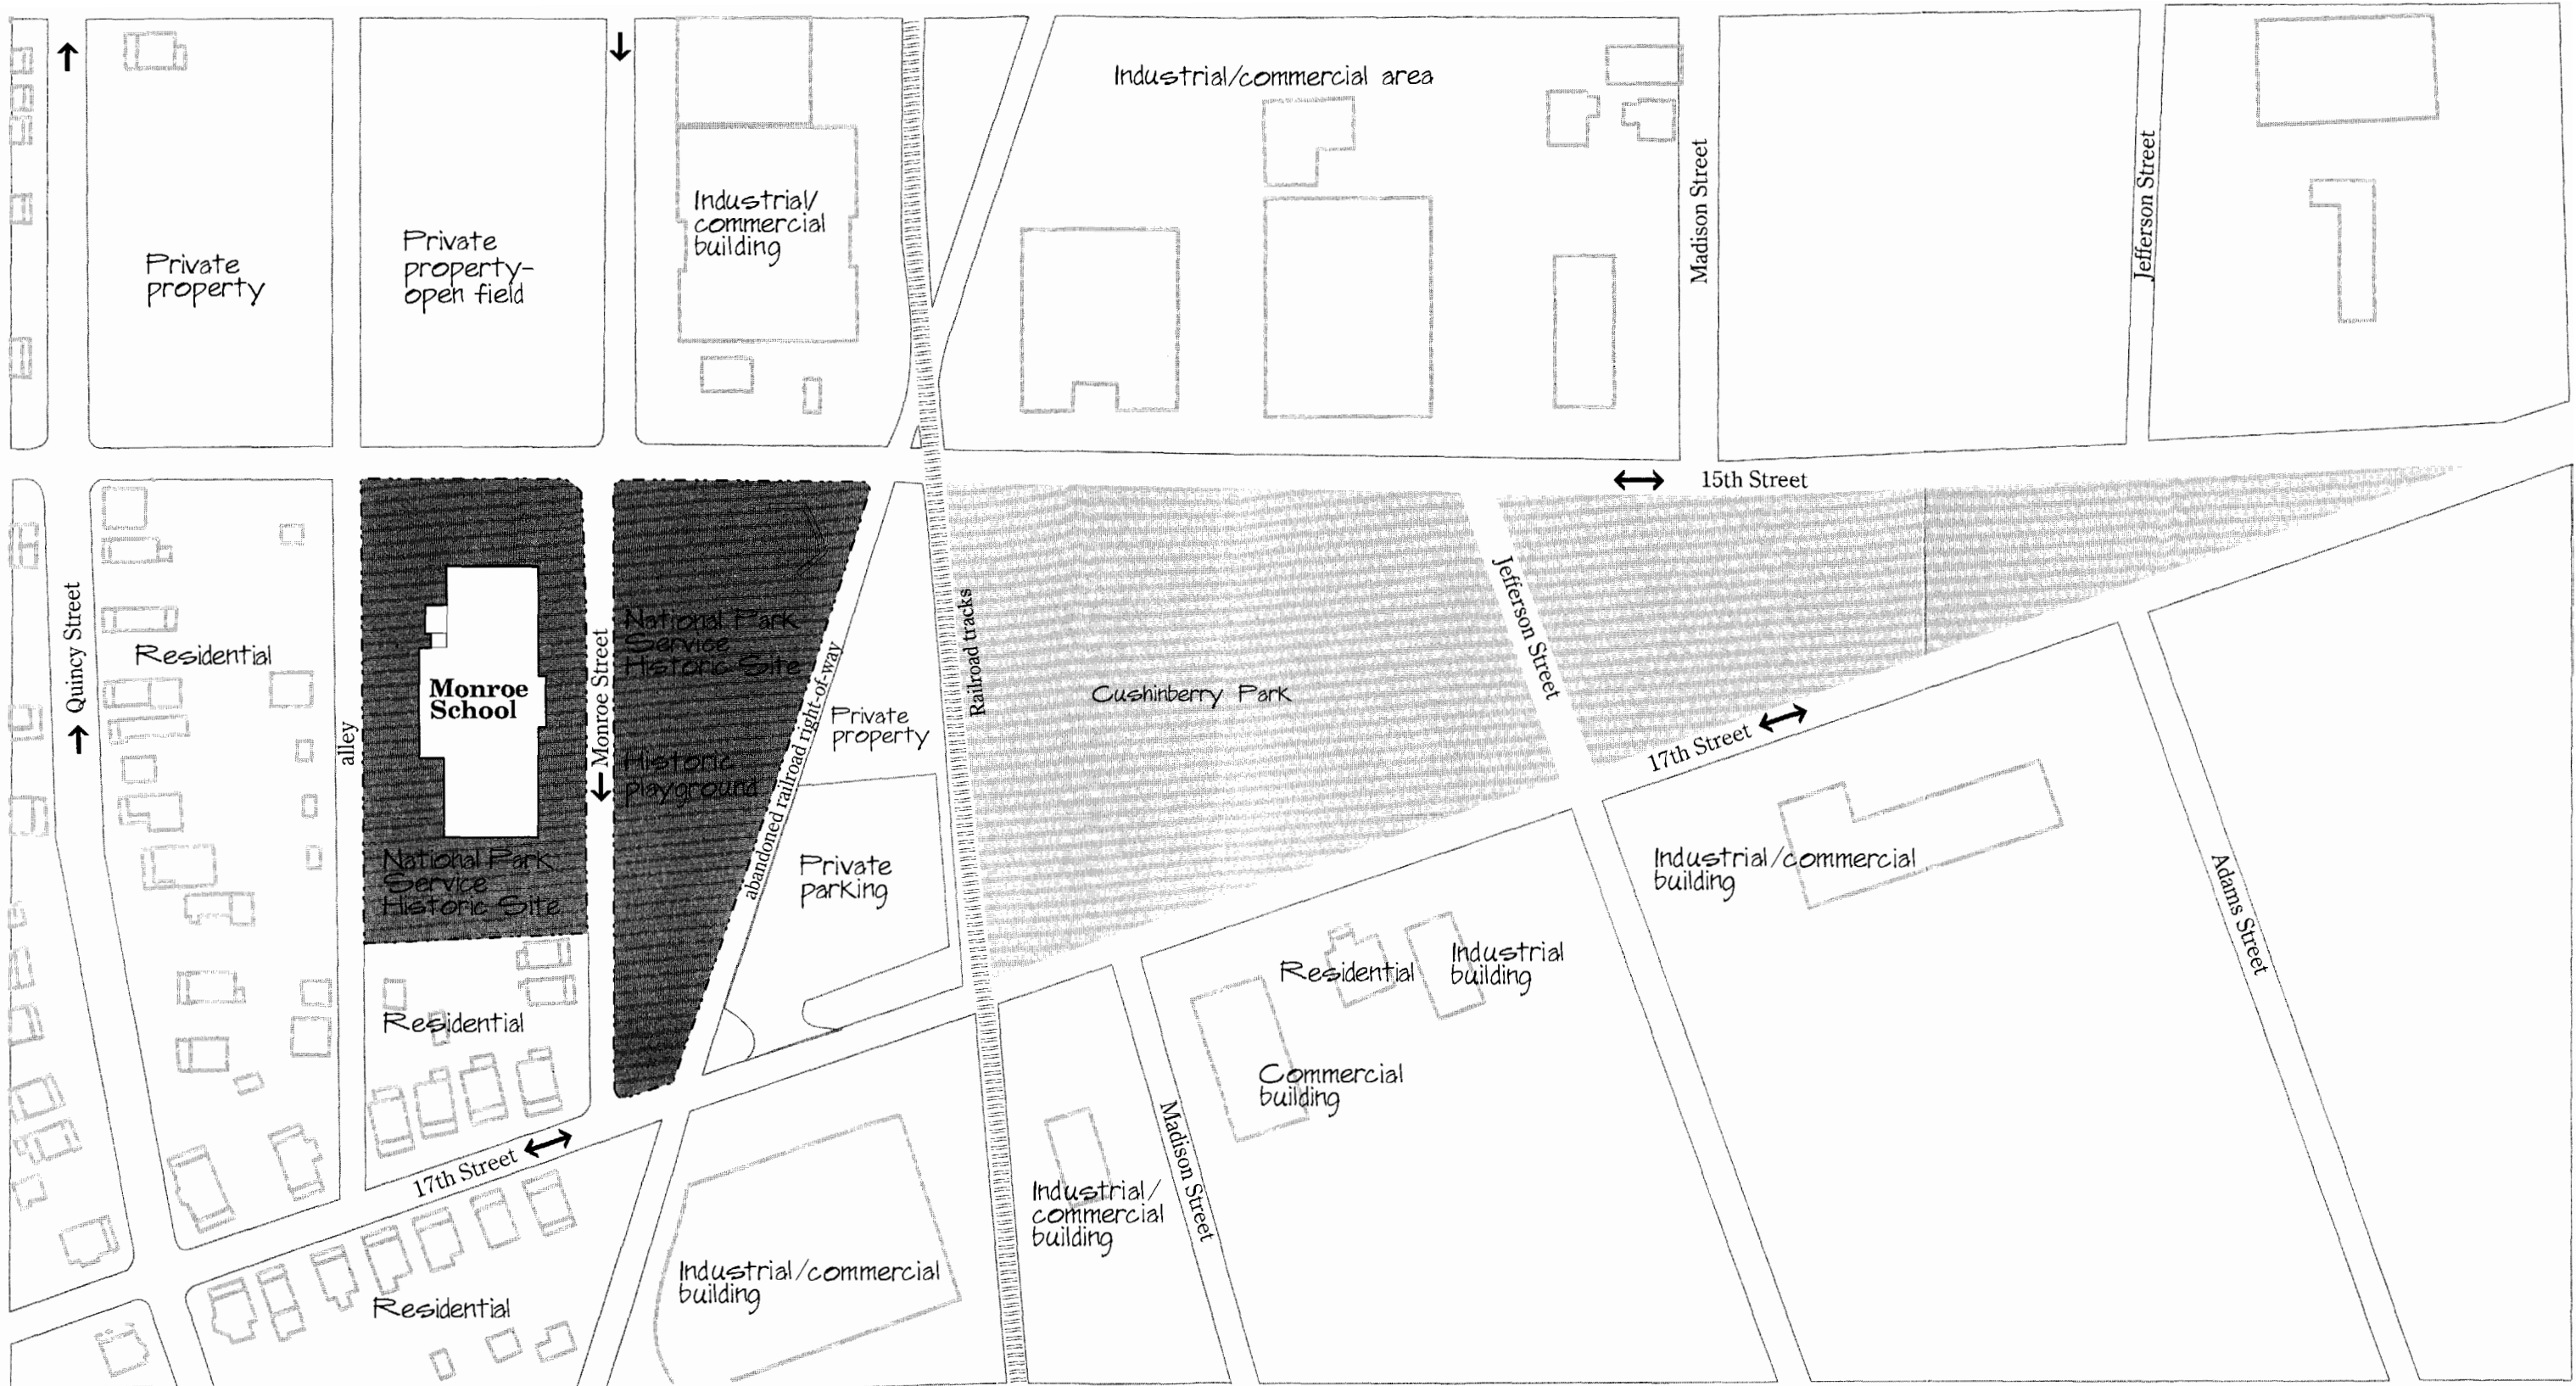 Industrial/commercial area
Private
property
Private
property-
open field
Industrial/
commercial
building
Madison Street
Jefferson Street
15th Street
Quincy Street
Residential
alley
Monroe
School
National Park
Service
Historic Site
Monroe Street
National Park
Service
Historic Site
Historic
playground
abandoned railroad right-of-way
Private
property
Private
parking
Railroad tracks
Cushinberry Park
Jefferson Street
17th Street
Industrial/commercial
building
Adams Street
Residential
Industrial
building
Commercial
building
Residential
17th Street
Madison Street
Industrial/
commercial
building
Industrial/commercial
building
Residential